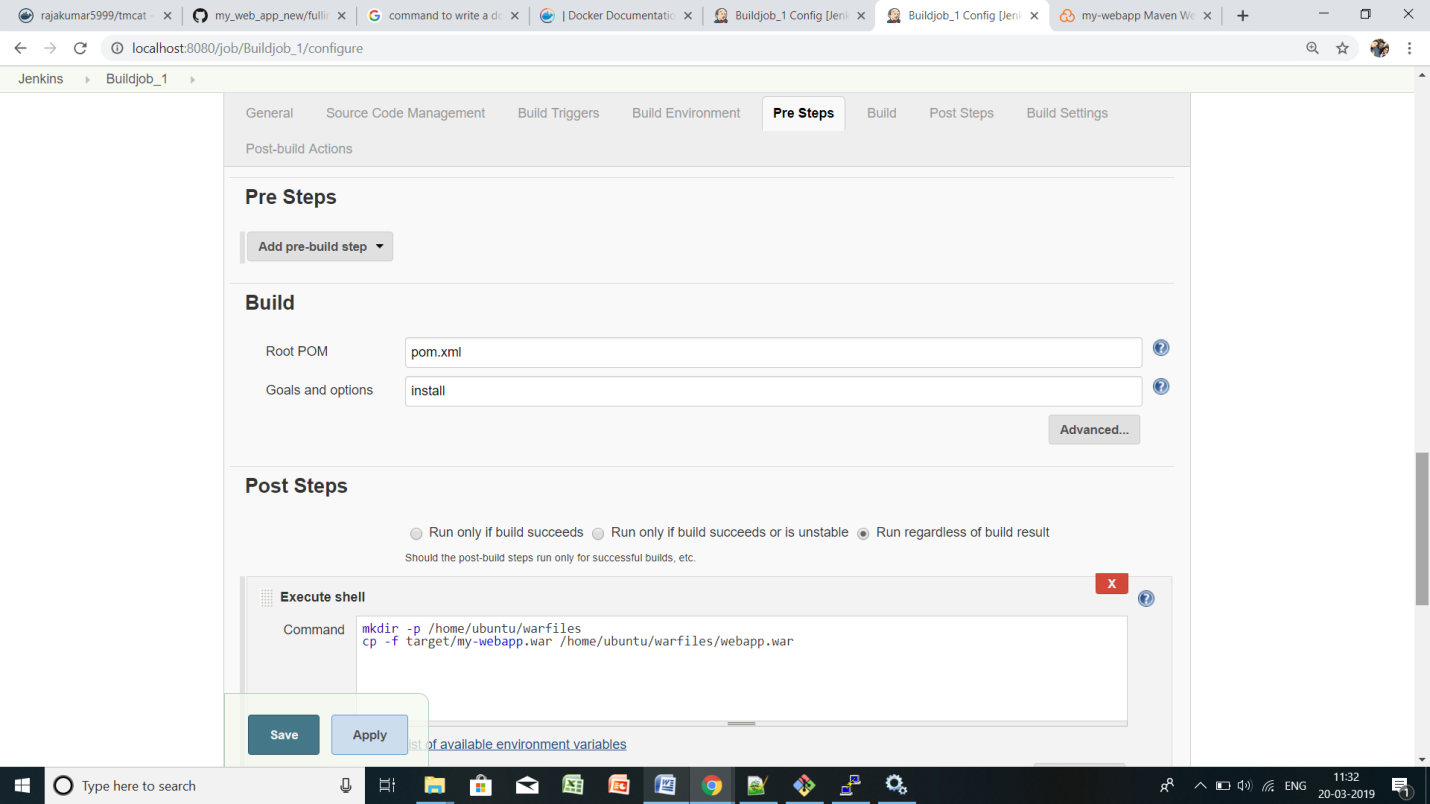 rajakumar5999/tmcat -
my_web_app_new/fullin
command to write a do
| Docker Documentatio
Buildjob_1 Config [Jenk
Buildjob_1 Config [Jenk
my-webapp Maven We
localhost:8080/job/Buildjob_1/configure
Jenkins
Buildjob_1
General
Source Code Management
Build Triggers
Build Environment
Pre Steps
Build
Post Steps
Build Settings
Post-build Actions
Pre Steps
Add pre-build step
Build
Root POM
pom.xml
Goals and options
install
Advanced...
Post Steps
Run only if build succeeds
Run only if build succeeds or is unstable
Run regardless of build result
Should the post-build steps run only for successful builds, etc.
X
Execute shell
Command
mkdir -p /home/ubuntu/warfiles
cp -f target/my-webapp.war /home/ubuntu/warfiles/webapp.war
Save
Apply
list of available environment variables
Type here to search
ENG
11:32
20-03-2019
1